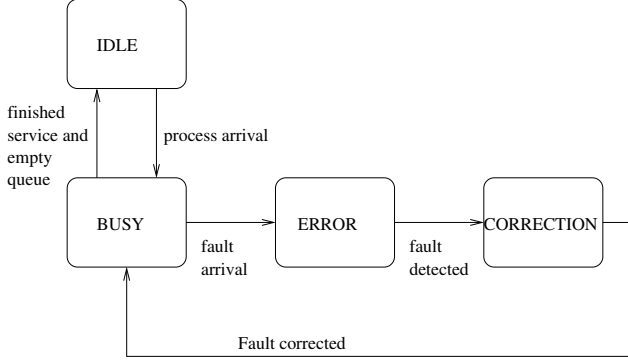 IDLE
finished
service and
empty
queue
process arrival
BUSY
fault
arrival
ERROR
fault
detected
CORRECTION
Fault corrected